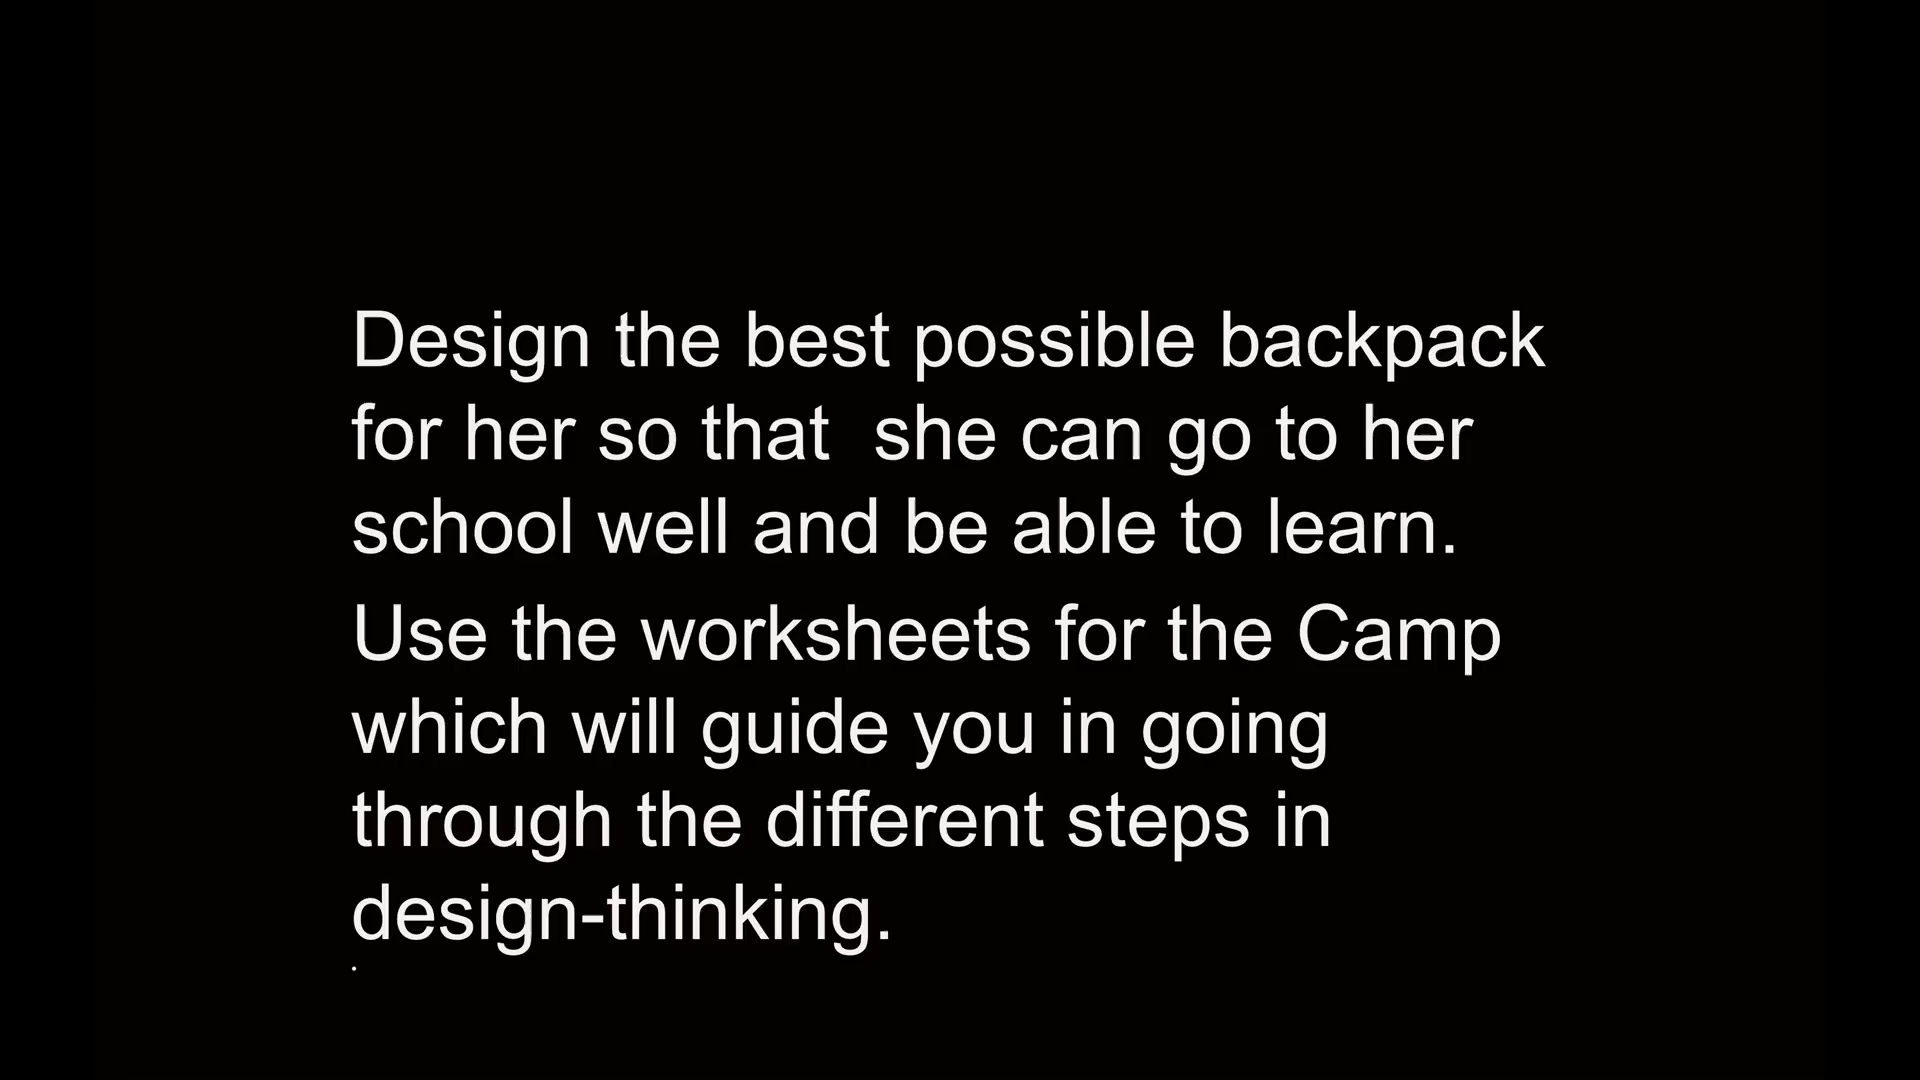 Design the best possible backpack
for her so that  she can go to her
school well and be able to learn.
Use the worksheets for the Camp
which will guide you in going
through the different steps in
design-thinking.
.